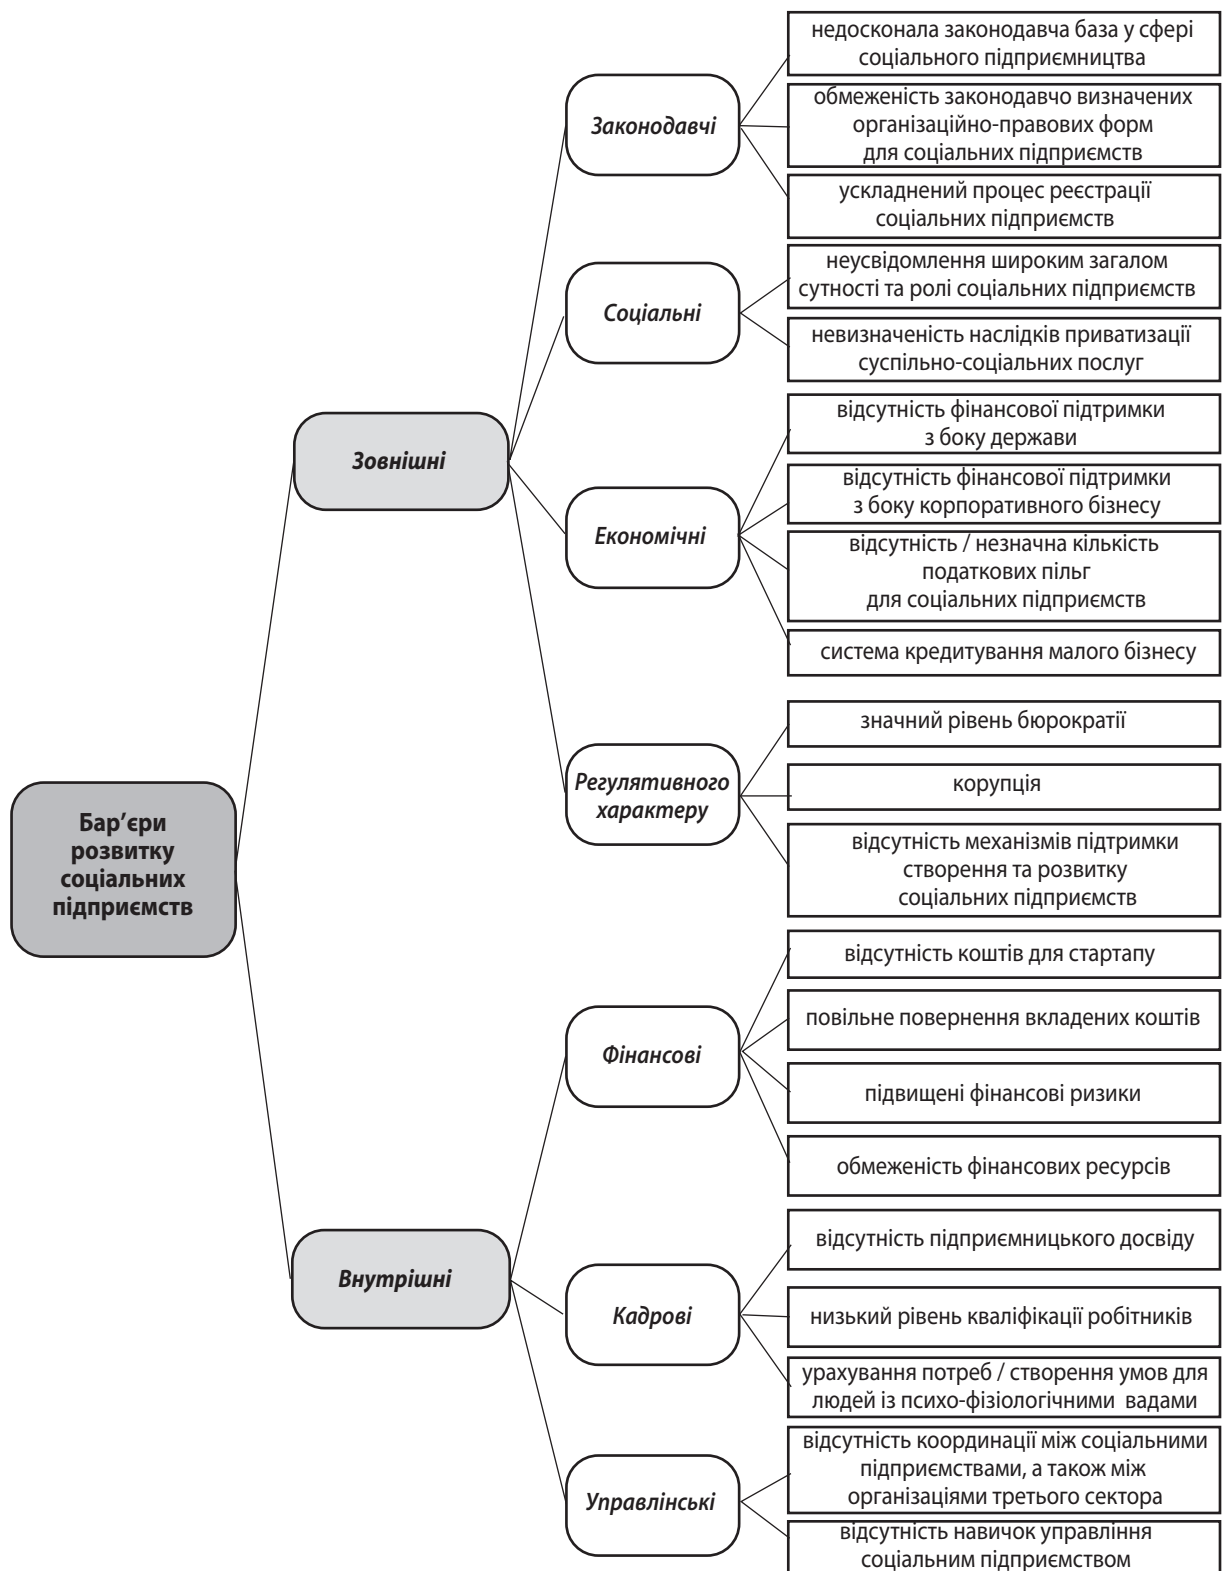 Бар’єри
розвитку
соціальних
підприємств
Зовнішні
Законодавчі
недосконала законодавча база у сфері
соціального підприємництва
обмеженість законодавчо визначених
організаційно-правових форм
для соціальних підприємств
ускладнений процес реєстрації
соціальних підприємств
Соціальні
неусвідомлення широким загалом
сутності та ролі соціальних підприємств
невизначеність наслідків приватизації
суспільно-соціальних послуг
Економічні
відсутність фінансової підтримки
з боку держави
відсутність фінансової підтримки
з боку корпоративного бізнесу
відсутність / незначна кількість
податкових пільг
для соціальних підприємств
система кредитування малого бізнесу
Регулятивного
характеру
значний рівень бюрократії
корупція
відсутність механізмів підтримки
створення та розвитку
соціальних підприємств
Внутрішні
Фінансові
відсутність коштів для стартапу
повільне повернення вкладених коштів
підвищені фінансові ризики
обмеженість фінансових ресурсів
Кадрові
відсутність підприємницького досвіду
низький рівень кваліфікації робітників
урахування потреб / створення умов для
людей із психо-фізіологічними вадами
Управлінські
відсутність координації між соціальними
підприємствами, а також між
організаціями третього сектора
відсутність навичок управління
соціальним підприємством